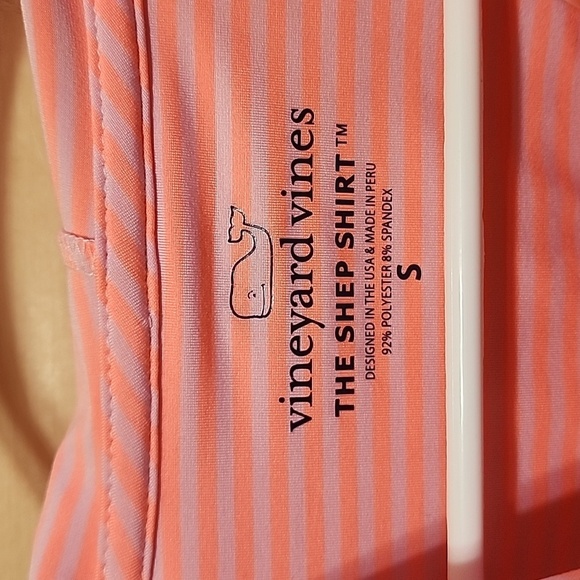 vineyard vines
THE SHEP SHIRT™
DESIGNED IN THE USA & MADE IN PERU
92% POLYESTER 8% SPANDEX
S